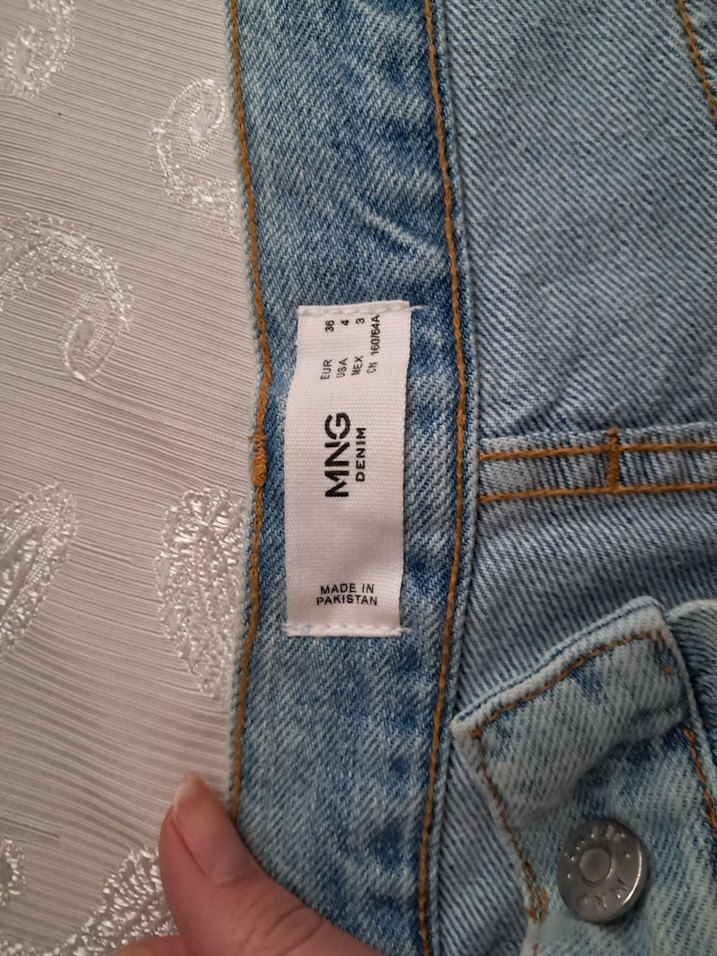 EUR 36
USA 4
MEX 3
CN 160/64A
MNG
DENIM
MADE IN
PAKISTAN